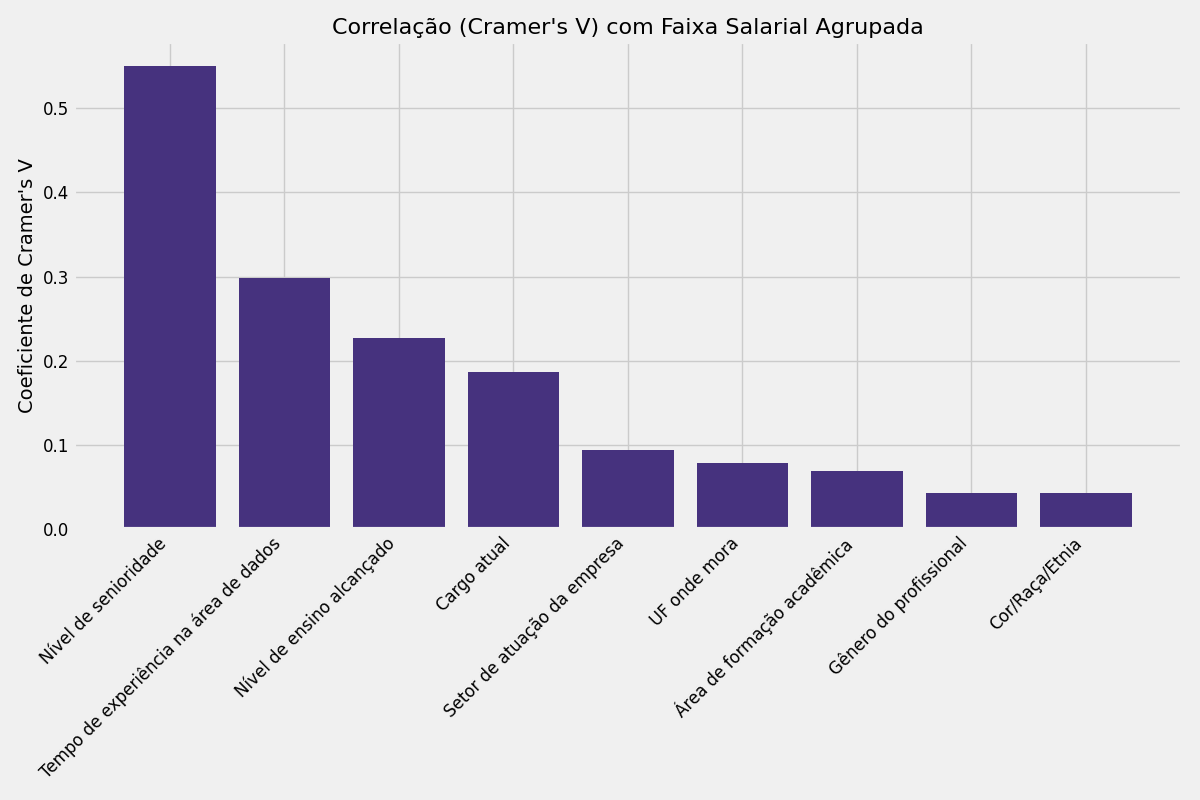 Correlação (Cramer's V) com Faixa Salarial Agrupada
Coeficiente de Cramer's V
0.5
0.4
0.3
0.2
0.1
0.0
Nível de senioridade
Tempo de experiência na área de dados
Nível de ensino alcançado
Cargo atual
Setor de atuação da empresa
UF onde mora
Área de formação acadêmica
Gênero do profissional
Cor/Raça/Etnia